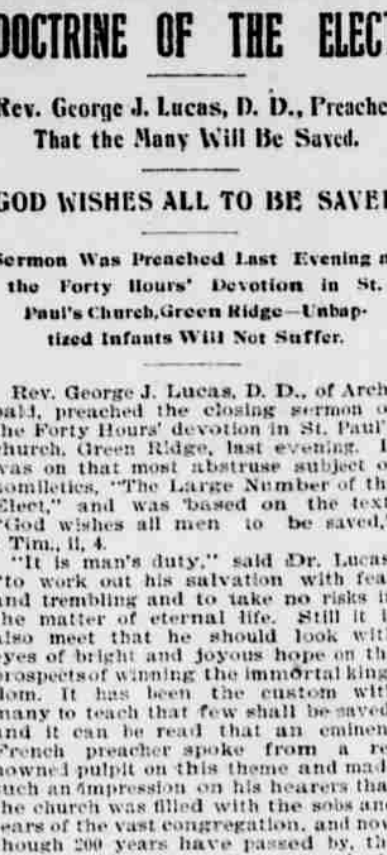 DOCTRINE OF THE ELECT
Rev. George J. Lucas, D. D., Preache
That the Many Will Be Saved.
GOD WISHES ALL TO BE SAVE
Sermon Was Preached Last Evening a
the Forty Hours' Devotion in St.
Paul's Church, Green Ridge—Unbap-
tized Infants Will Not Suffer.
Rev. George J. Lucas, D. D., of Arch
bald, preached the closing sermon o
the Forty Hours' devotion in St. Paul'
church, Green Ridge, last evening. I
was on that most abstruse subject o
homiletics, "The Large Number of th
Elect," and was 'based on the text
"God wishes all men to be saved,
Tim., ii, 4.
"It is man's duty," said Dr. Lucas
"to work out his salvation with fea
and trembling and to take no risks i
the matter of eternal life. Still it i
also meet that he should look wit
eyes of bright and joyous hope on th
prospects of winning the immortal king
dom. It has been the custom wit
many to teach that few shall be saved
and it can be read that an eminen
French preacher spoke from a re
nowned pulpit on this theme and mad
such an impression on his hearers tha
the church was filled with the sobs an
tears of the vast congregation, and now
though 200 years have passed by, th